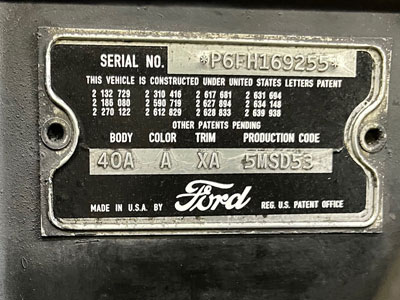 SERIAL NO. *P6FH169255*
THIS VEHICLE IS CONSTRUCTED UNDER UNITED STATES LETTERS PATENT
2 132 729 2 310 416 2 617 681 2 631 694
2 186 080 2 590 719 2 627 894 2 634 148
2 270 122 2 612 829 2 628 833 2 639 938
OTHER PATENTS PENDING
BODY COLOR TRIM PRODUCTION CODE
40A A XA 5MSD53
MADE IN U.S.A. BY Ford REG. U.S. PATENT OFFICE